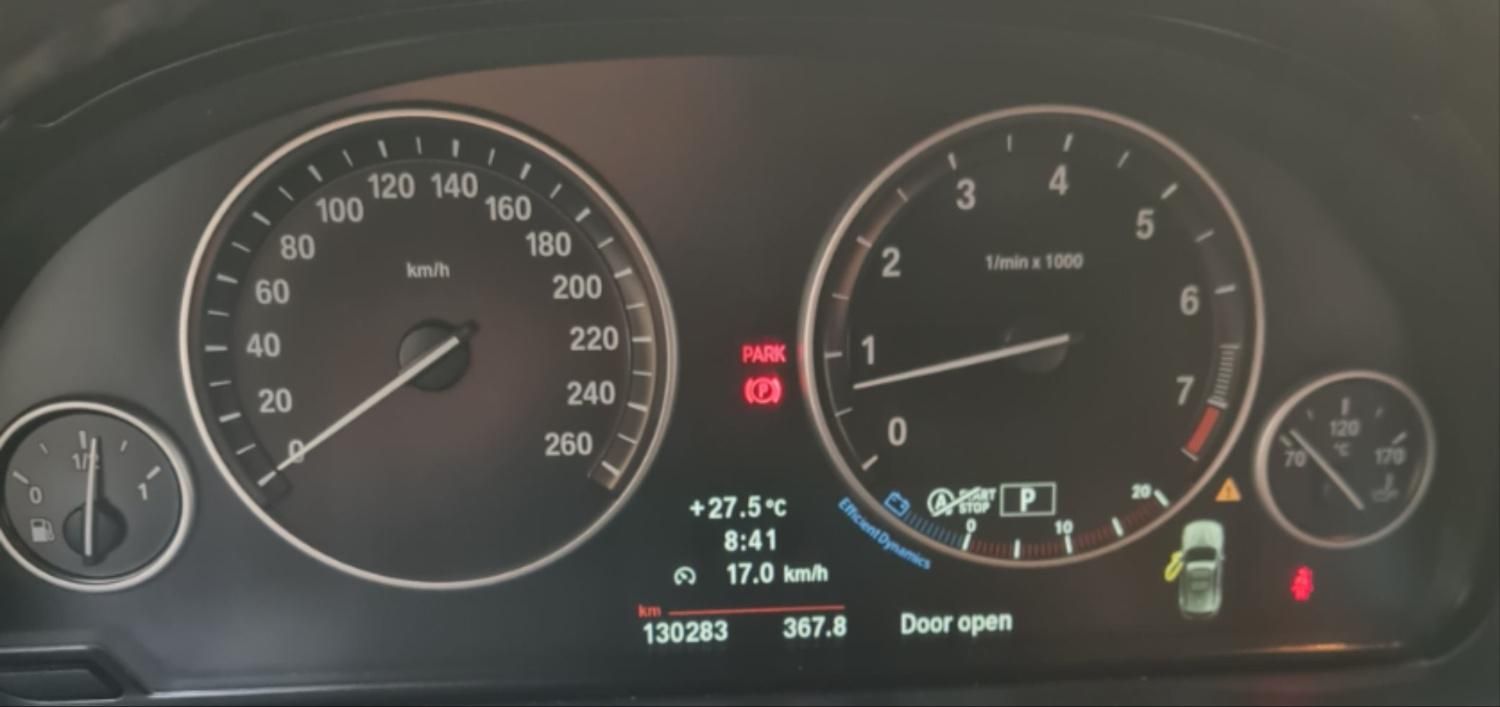 0
1/2
1
0
20
40
60
80
100
120
140
160
180
200
220
240
260
km/h
PARK
P
+27.5°C
8:41
17.0 km/h
km
130283 367.8
0
1
2
3
4
5
6
7
1/min x 1000
A START
STOP
P
0
10
20
EfficientDynamics
Door open
70
120
170
°C